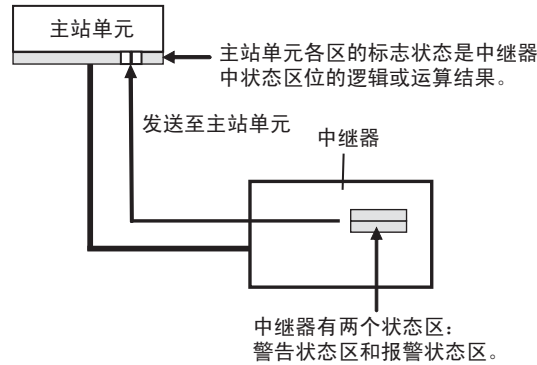 主站单元
主站单元各区的标志状态是中继器
中状态区位的逻辑或运算结果。
发送至主站单元
中继器
中继器有两个状态区：
警告状态区和报警状态区。